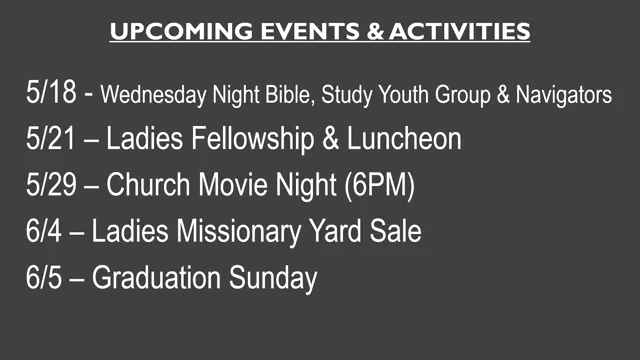 UPCOMING EVENTS & ACTIVITIES
5/18 - Wednesday Night Bible, Study Youth Group & Navigators
5/21 – Ladies Fellowship & Luncheon
5/29 – Church Movie Night (6PM)
6/4 – Ladies Missionary Yard Sale
6/5 – Graduation Sunday